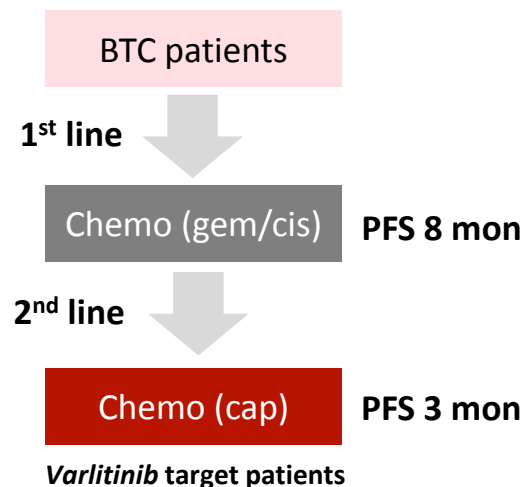 BTC patients
1st line
Chemo (gem/cis)
PFS 8 mon
2nd line
Chemo (cap)
PFS 3 mon
Varlitinib target patients